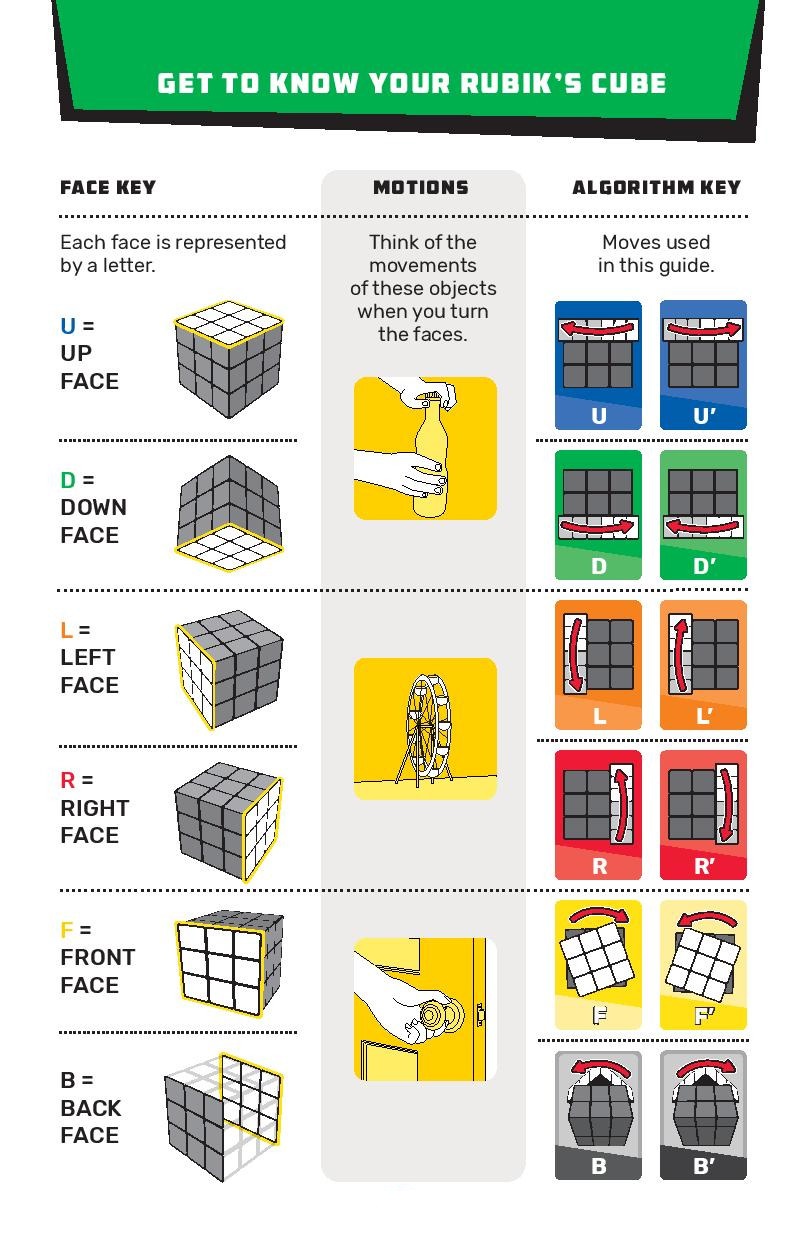 GET TO KNOW YOUR RUBIK'S CUBE
FACE KEY
Each face is represented
by a letter.
U =
UP
FACE
D =
DOWN
FACE
L =
LEFT
FACE
R =
RIGHT
FACE
F =
FRONT
FACE
B =
BACK
FACE
MOTIONS
Think of the
movements
of these objects
when you turn
the faces.
ALGORITHM KEY
Moves used
in this guide.
U U’
D D’
L L’
R R’
F F’
B B’